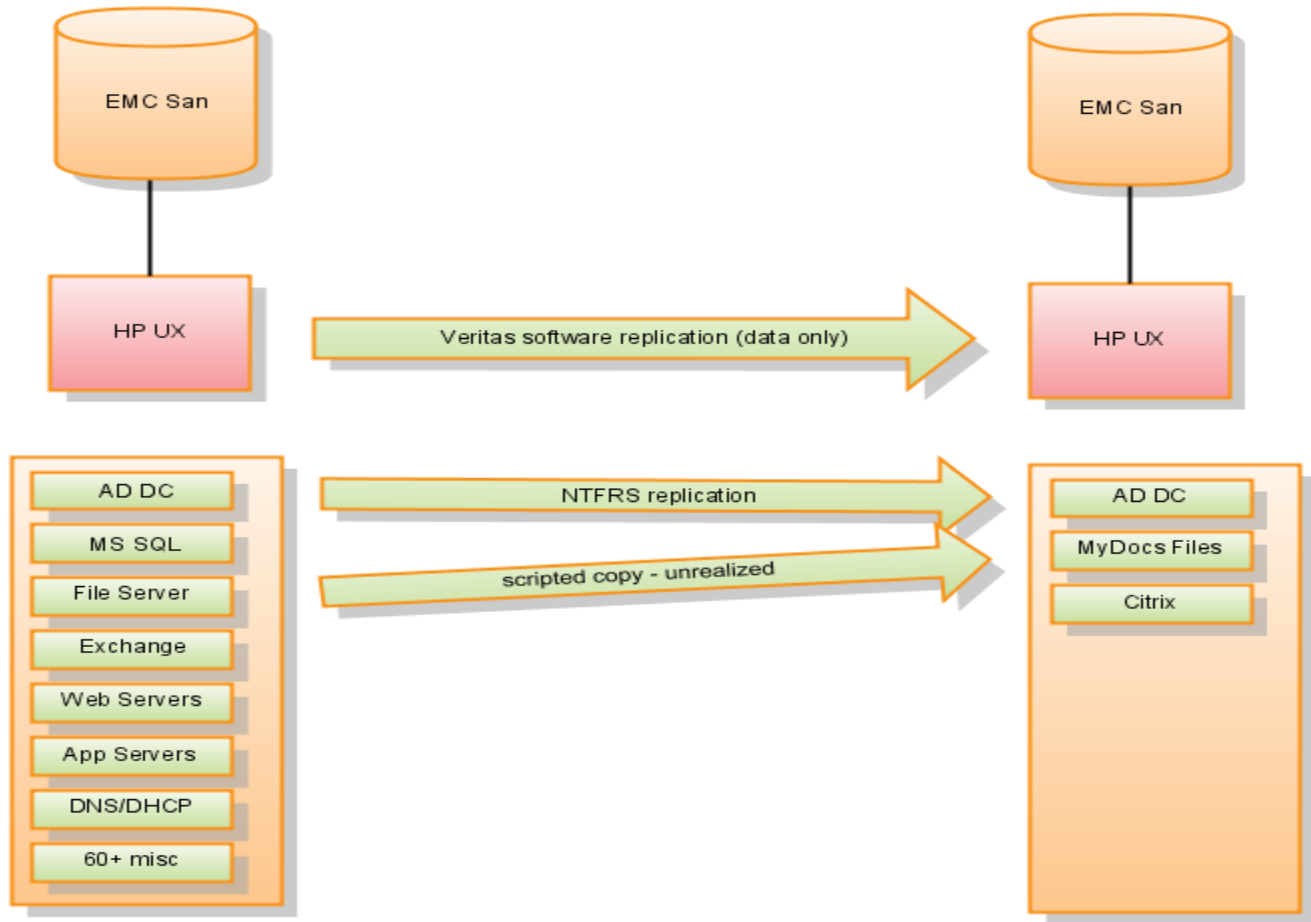 EMC San
EMC San
HP UX
Veritas software replication (data only)
HP UX
AD DC
MS SQL
File Server
Exchange
Web Servers
App Servers
DNS/DHCP
60+ misc
NTFRS replication
scripted copy - unrealized
AD DC
MyDocs Files
Citrix